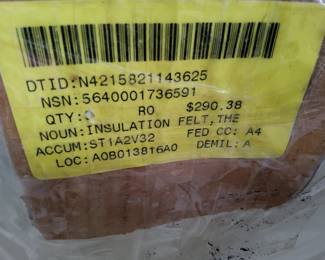 DTID:N4215821143625
NSN:5640001736591
QTY: R0 $290.38
NOUN:INSULATION FELT,THE
ACCUM:ST1A2V32 FED CC: A4
LOC: A0B013816A0 DEMIL: A